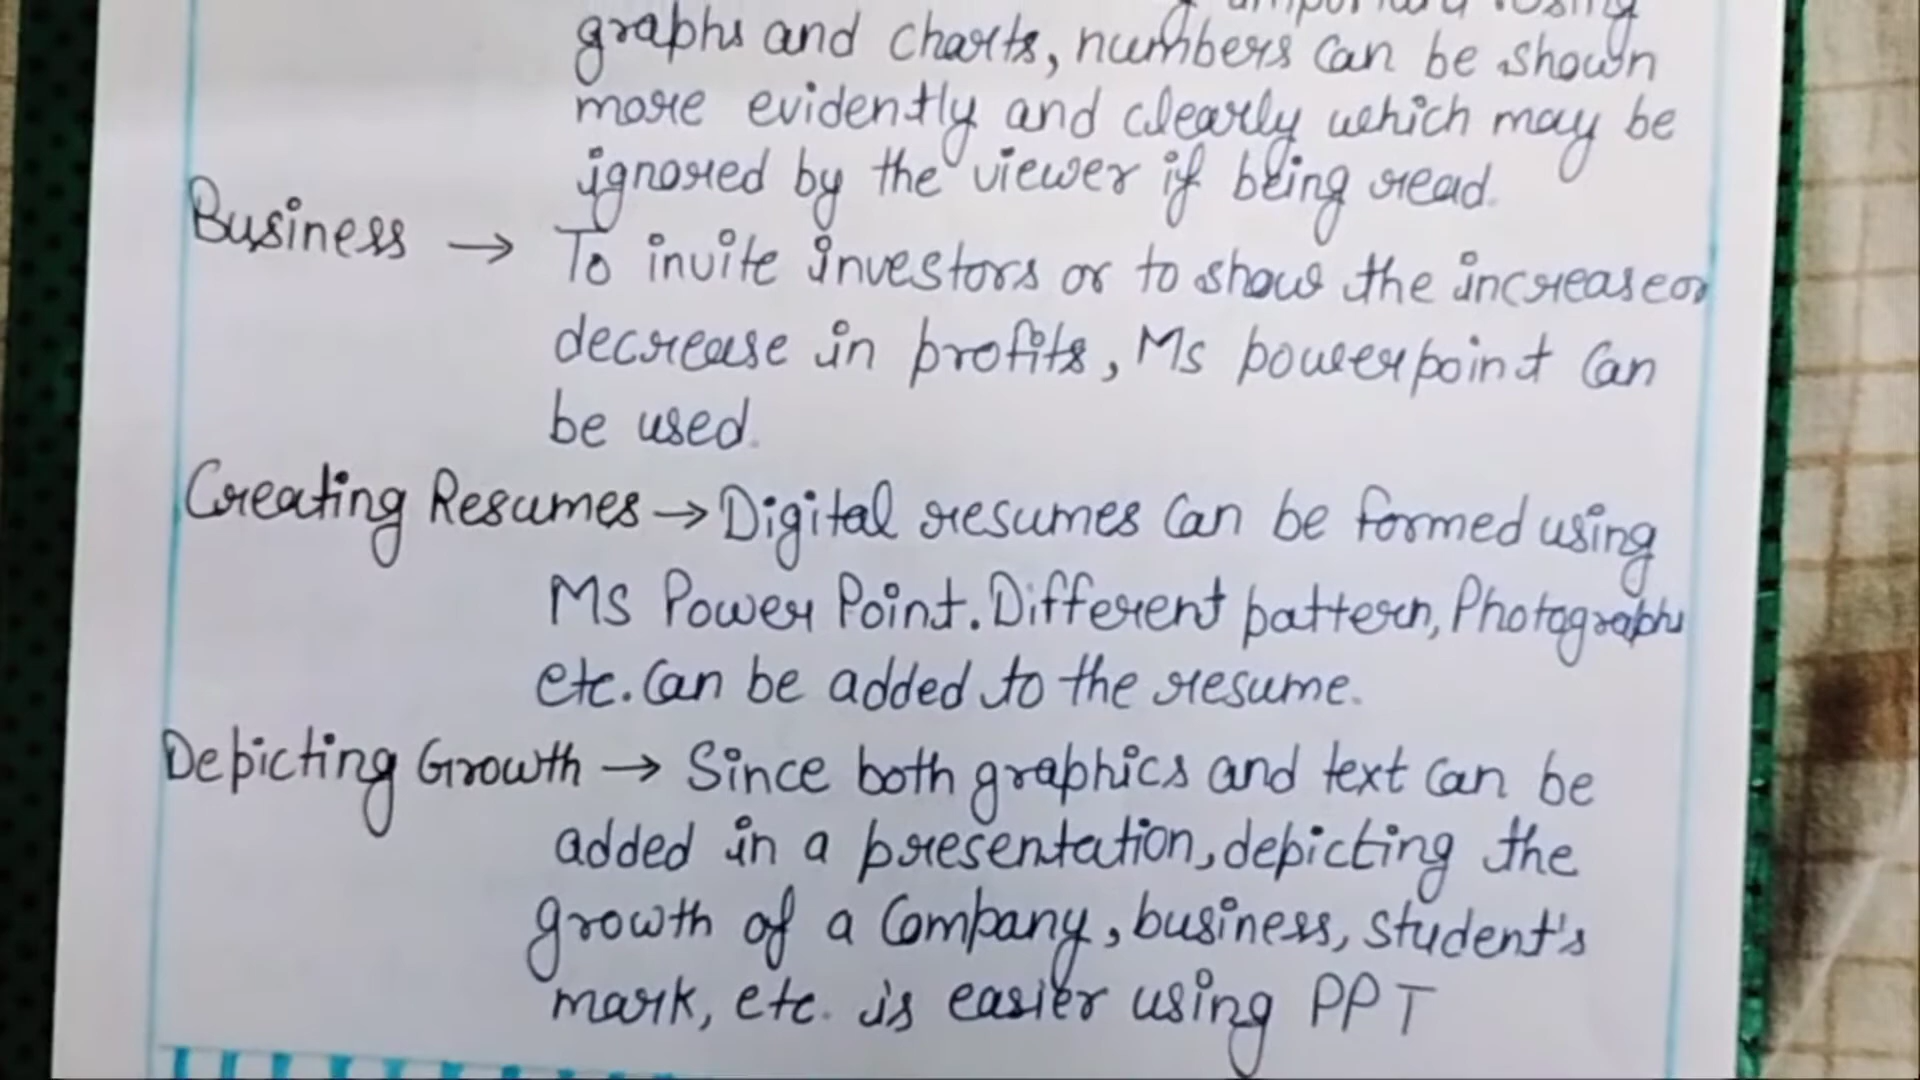 graphs and charts, numbers can be shown
more evidently and clearly which may be
ignored by the viewer if being read.
Business → To invite investors or to show the increase or
decrease in profits, Ms powerpoint can
be used.
Creating Resumes → Digital resumes can be formed using
Ms Power Point. Different pattern, Photographs
etc. can be added to the resume.
Depicting Growth → Since both graphics and text can be
added in a presentation, depicting the
growth of a Company, business, student's
mark, etc. is easier using PPT